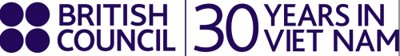 BRITISH
COUNCIL
30 YEARS IN
VIET NAM